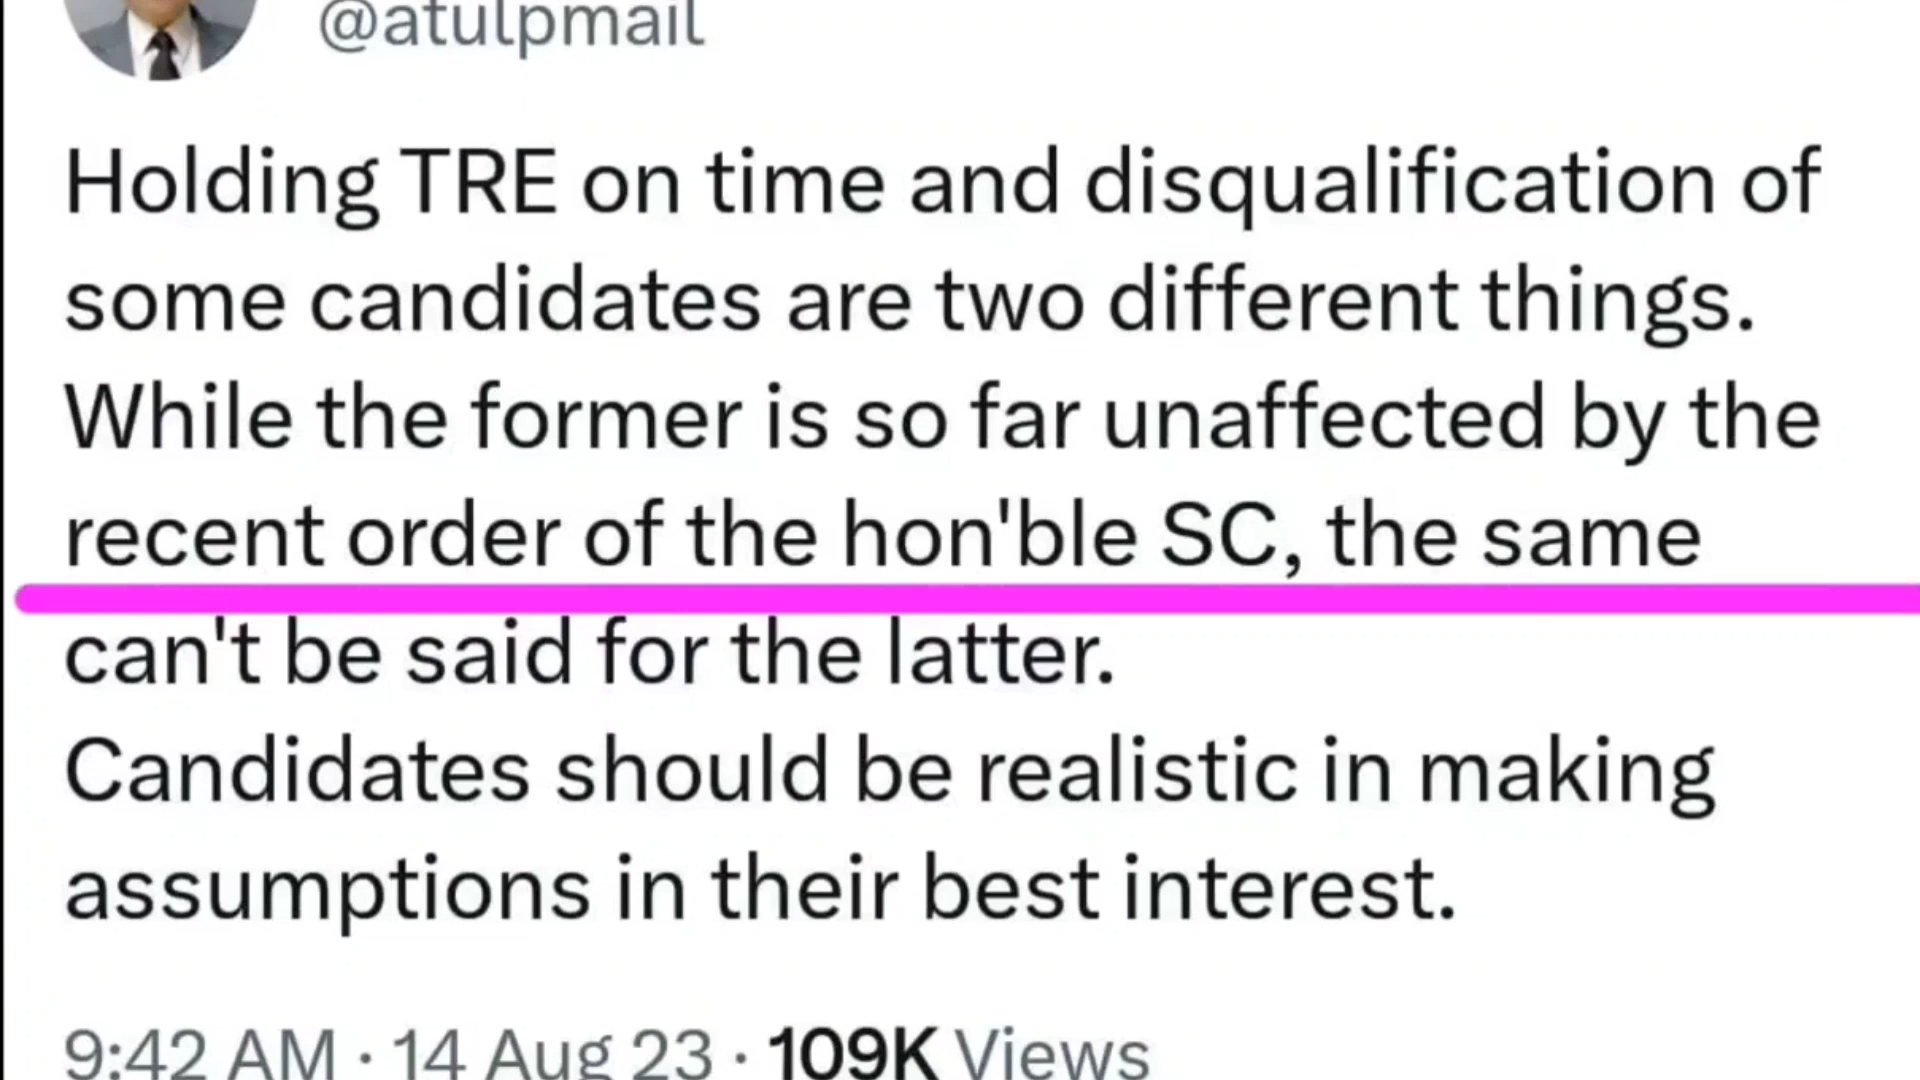 @atulpmail
Holding TRE on time and disqualification of
some candidates are two different things.
While the former is so far unaffected by the
recent order of the hon'ble SC, the same
can't be said for the latter.
Candidates should be realistic in making
assumptions in their best interest.
9:42 AM · 14 Aug 23 · 109K Views